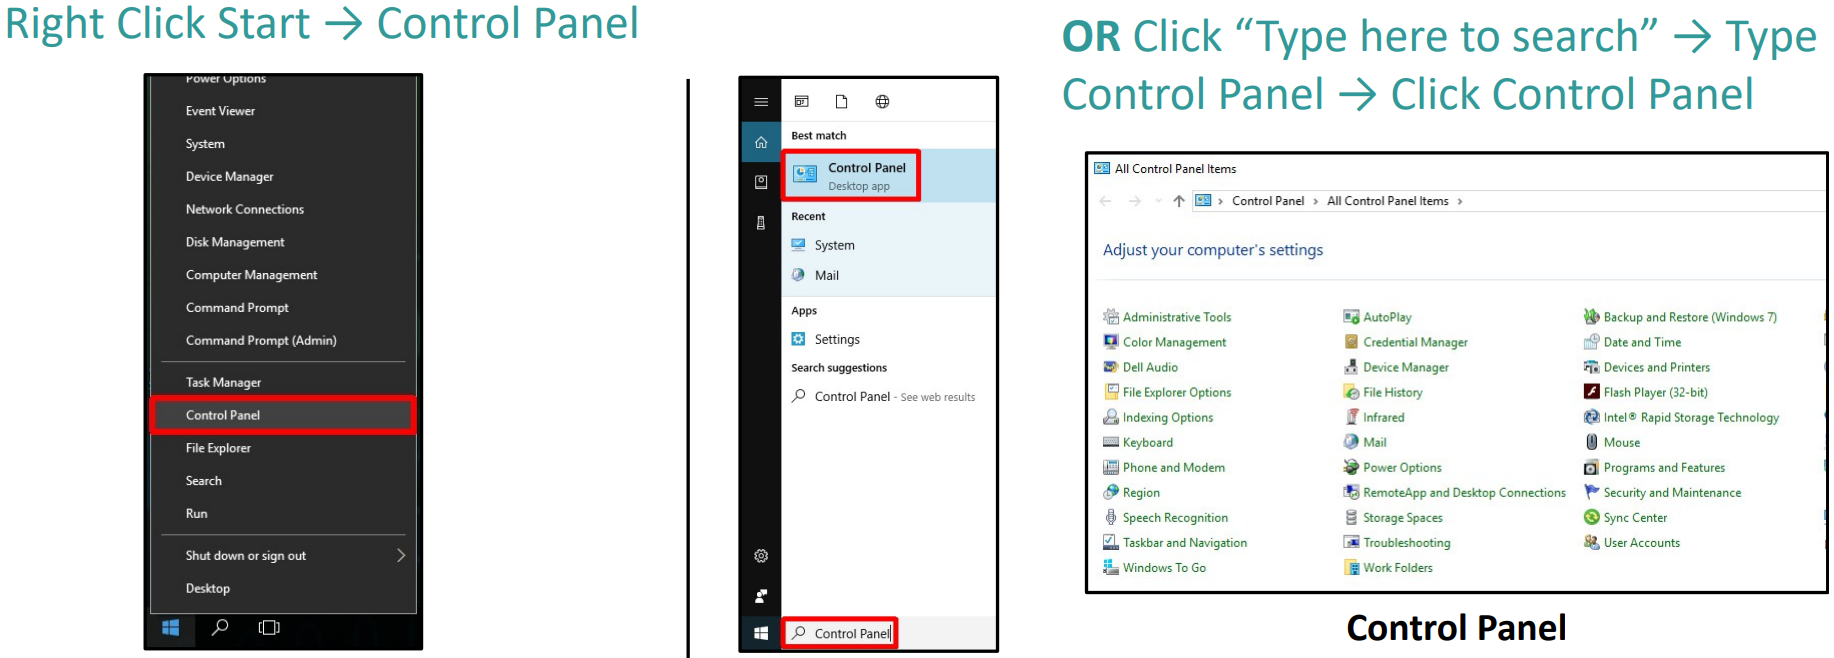 Right Click Start → Control Panel
Power Options
Event Viewer
System
Device Manager
Network Connections
Disk Management
Computer Management
Command Prompt
Command Prompt (Admin)
Task Manager
Control Panel
File Explorer
Search
Run
Shut down or sign out
Desktop
Best match
Control Panel
Desktop app
Recent
System
Mail
Apps
Settings
Search suggestions
Control Panel - See web results
Control Panel
OR Click “Type here to search” → Type
Control Panel → Click Control Panel
All Control Panel Items
Control Panel › All Control Panel Items ›
Adjust your computer's settings
Administrative Tools
Color Management
Dell Audio
File Explorer Options
Indexing Options
Keyboard
Phone and Modem
Region
Speech Recognition
Taskbar and Navigation
Windows To Go
AutoPlay
Credential Manager
Device Manager
File History
Infrared
Mail
Power Options
RemoteApp and Desktop Connections
Storage Spaces
Troubleshooting
Work Folders
Backup and Restore (Windows 7)
Date and Time
Devices and Printers
Flash Player (32-bit)
Intel® Rapid Storage Technology
Mouse
Programs and Features
Security and Maintenance
Sync Center
User Accounts
Control Panel